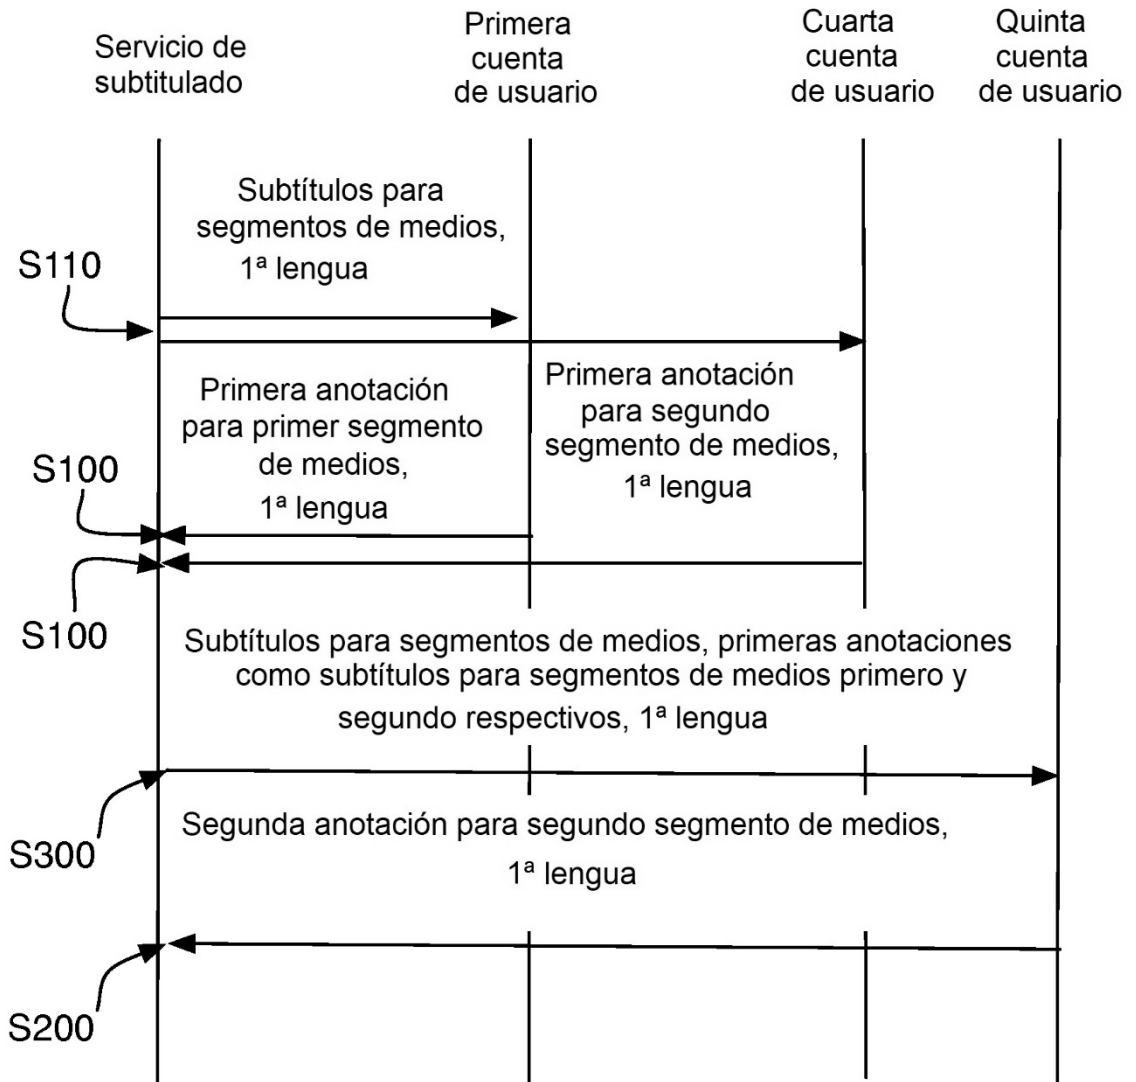 Servicio de
subtitulado
Primera
cuenta
de usuario
Cuarta
cuenta
de usuario
Quinta
cuenta
de usuario
Subtítulos para
segmentos de medios,
1ª lengua
S110
Primera anotación
para primer segmento
de medios,
1ª lengua
Primera anotación
para segundo
segmento de medios,
1ª lengua
S100
S100
Subtítulos para segmentos de medios, primeras anotaciones
como subtítulos para segmentos de medios primero y
segundo respectivos, 1ª lengua
S300
Segunda anotación para segundo segmento de medios,
1ª lengua
S200